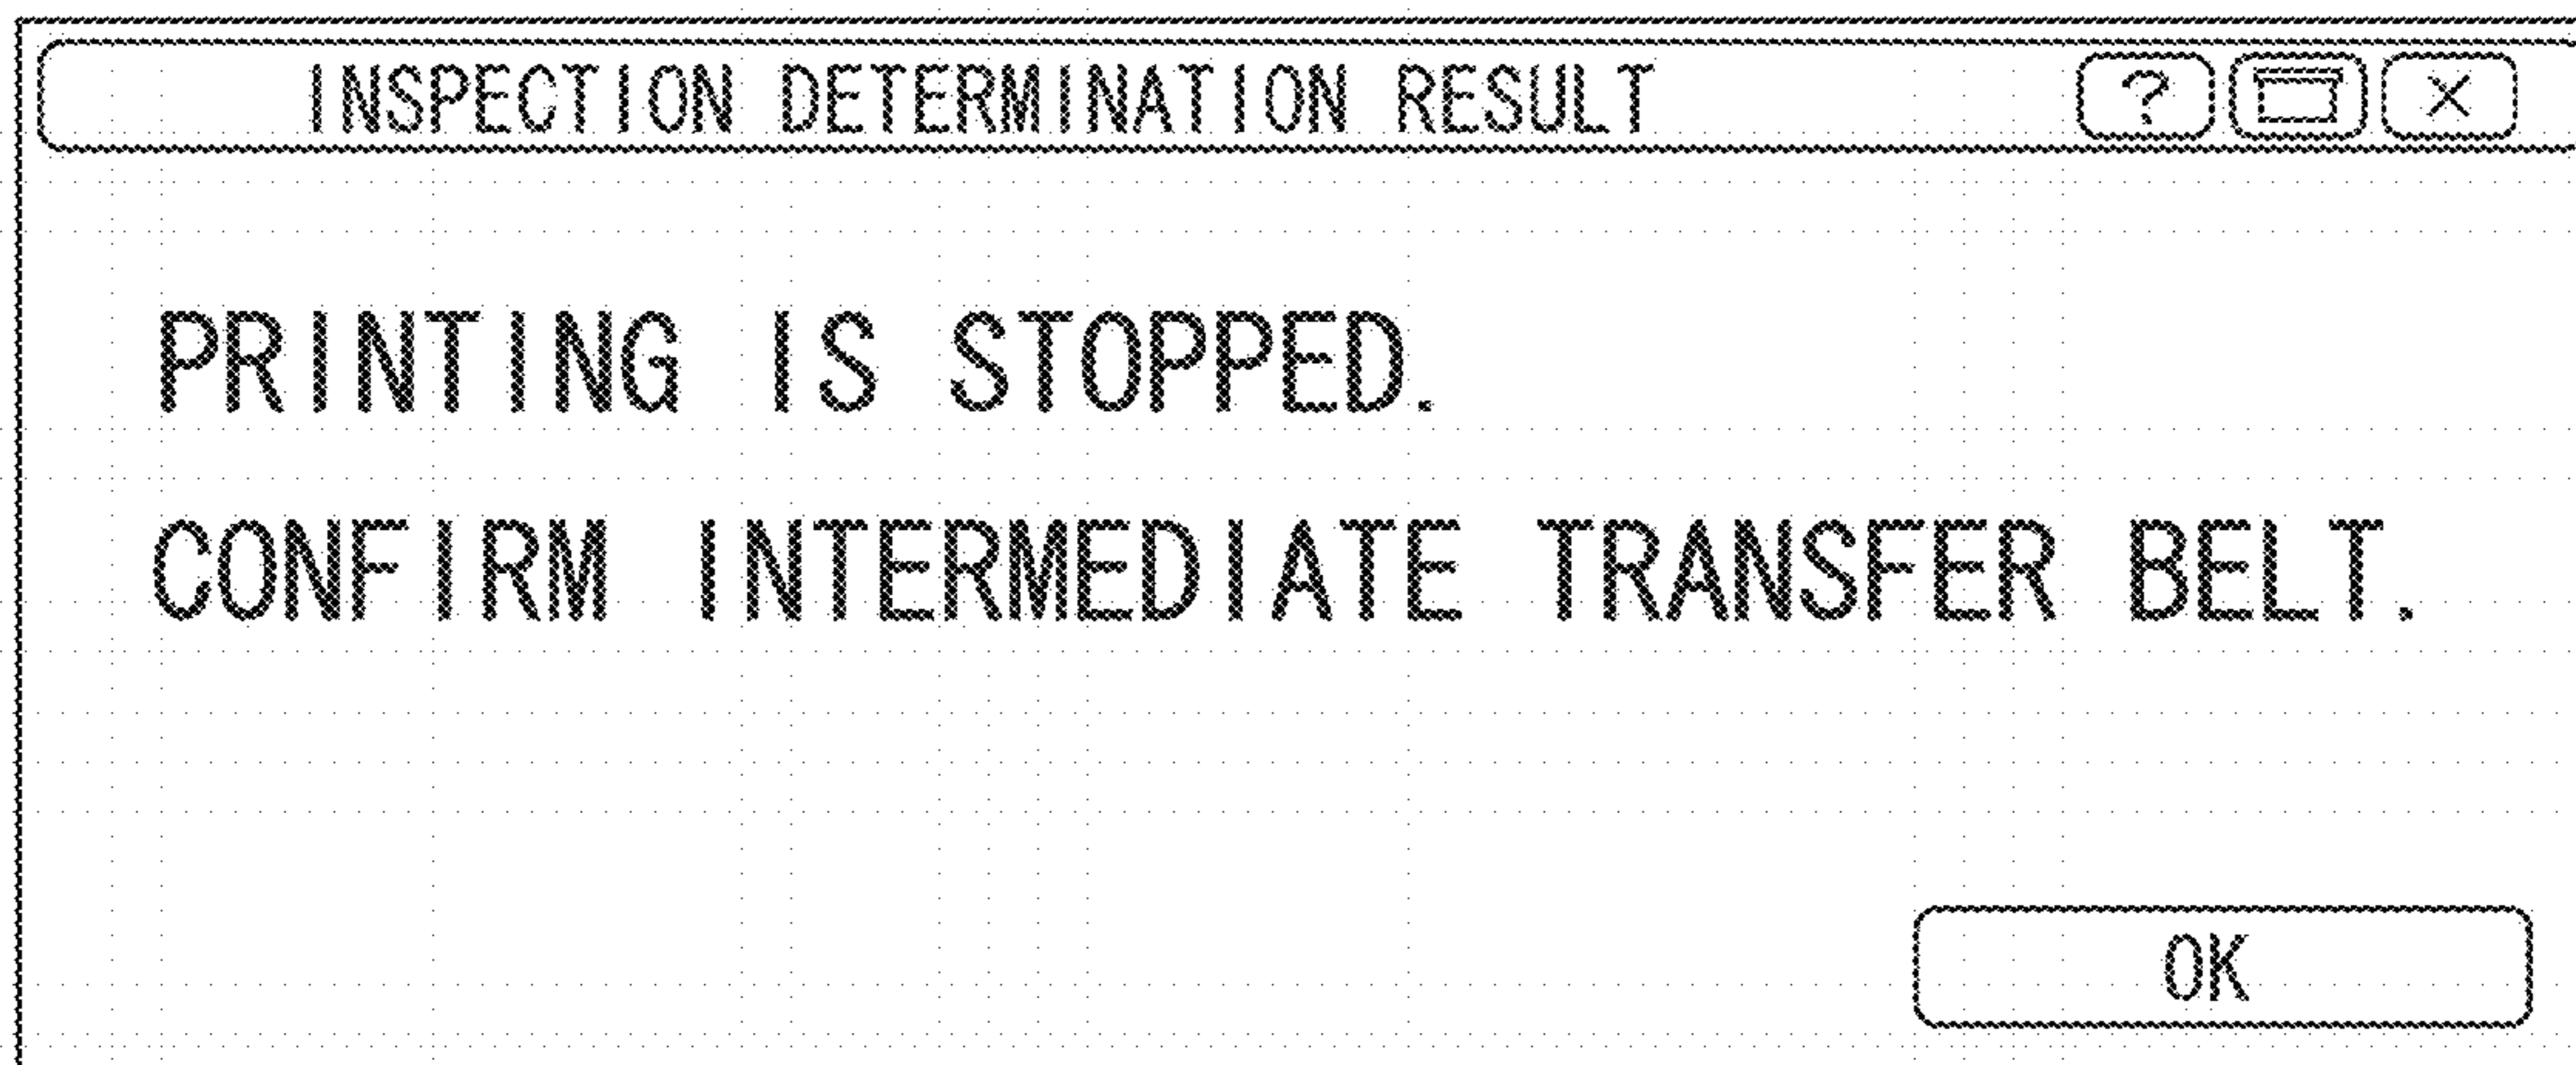 INSPECTION DETERMINATION RESULT ? ×
PRINTING IS STOPPED.
CONFIRM INTERMEDIATE TRANSFER BELT.
OK